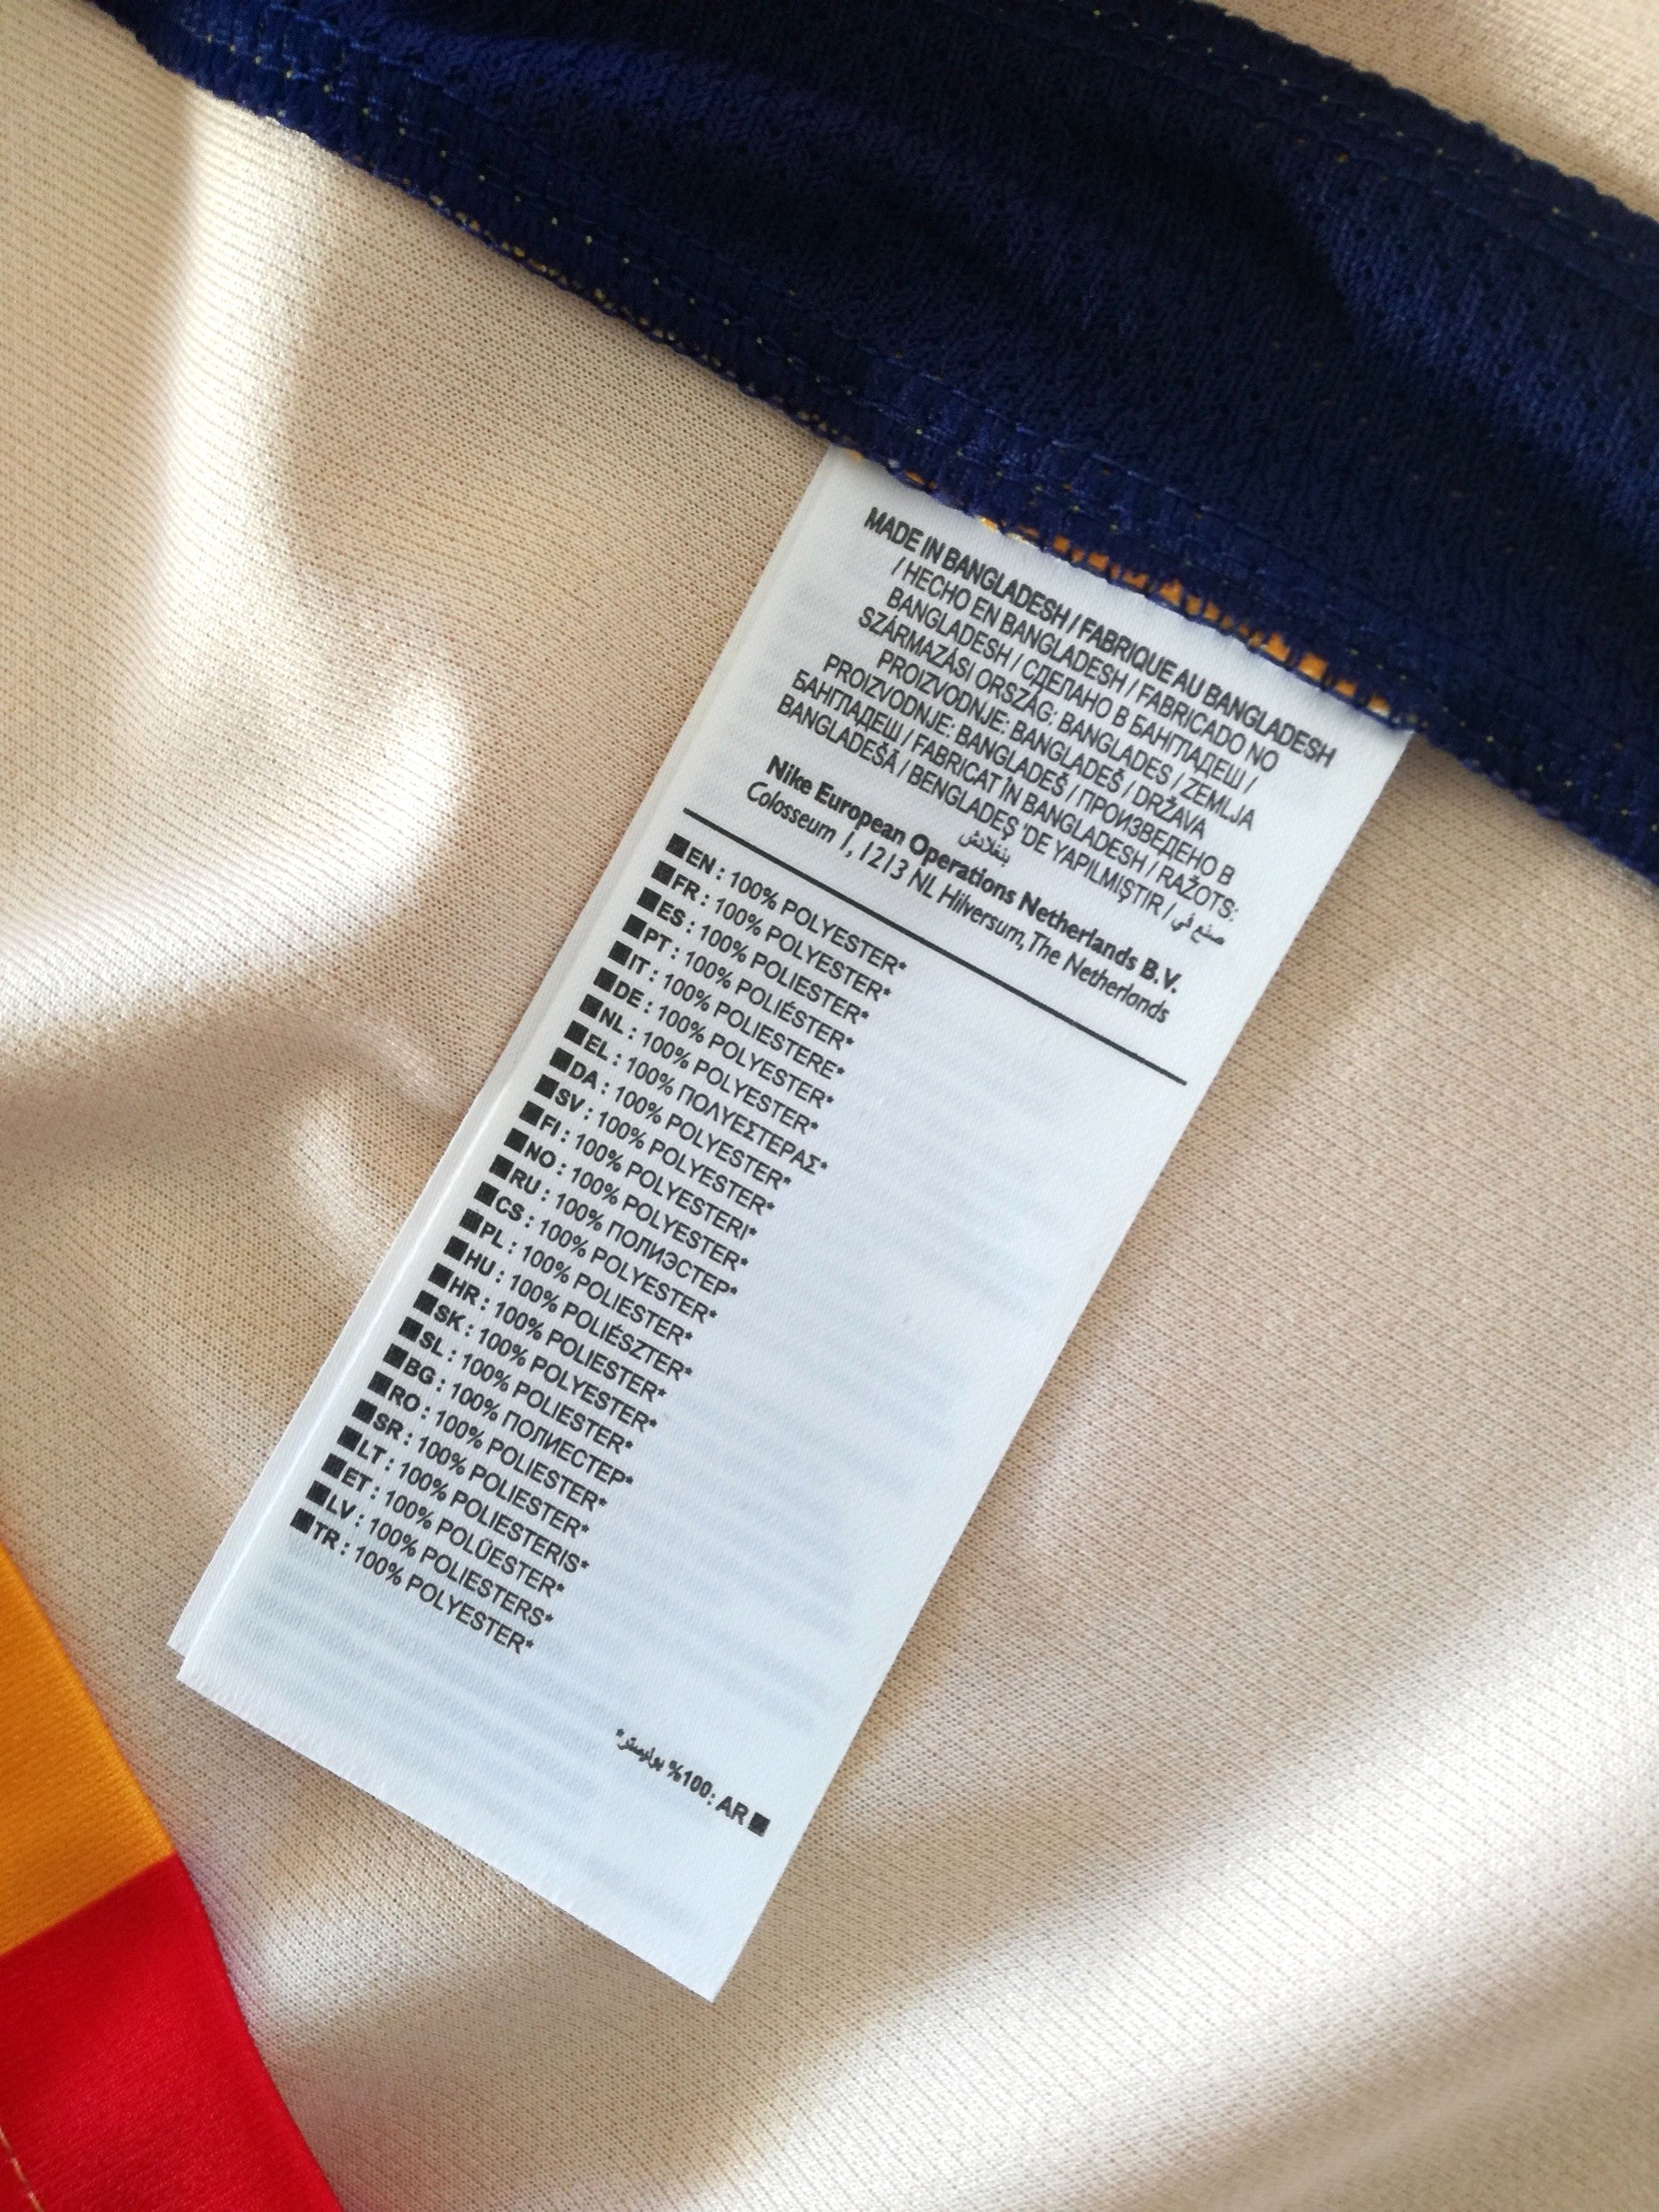 MADE IN BANGLADESH / FABRIQUE AU BANGLADESH
/ HECHO EN BANGLADESH / FABRICADO NO
BANGLADESH / СДЕЛАНО В БАНГЛАДЕШ /
SZÁRMAZÁSI ORSZÁG: BANGLADES / ZEMLJA
PROIZVODNJE: BANGLADEŠ / DRŽAVA
PROIZVODNJE: BANGLADEŠ / ПРОИЗВЕДЕНО В
БАНГЛАДЕШ / FABRICAT ÎN BANGLADESH / RAŽOTS:
BANGLADEŠĀ / BENGLADEŞ 'DE YAPILMIŞTIR / صنع في
بنغلادش
Nike European Operations Netherlands B.V.
Colosseum 1, 1213 NL Hilversum, The Netherlands
■EN : 100% POLYESTER*
■FR : 100% POLYESTER*
■ES : 100% POLIESTER*
■PT : 100% POLIÉSTER*
■IT : 100% POLIESTERE*
■DE : 100% POLYESTER*
■NL : 100% POLYESTER*
■EL : 100% ΠΟΛΥΕΣΤΕΡΑΣ*
■DA : 100% POLYESTER*
■SV : 100% POLYESTER*
■FI : 100% POLYESTERI*
■NO : 100% POLYESTER*
■RU : 100% ПОЛИЭСТЕР*
■CS : 100% POLYESTER*
■PL : 100% POLIESTER*
■HU : 100% POLIÉSZTER*
■HR : 100% POLIESTER*
■SK : 100% POLYESTER*
■SL : 100% POLIESTER*
■BG : 100% ПОЛИЕСТЕР*
■RO : 100% POLIESTER*
■SR : 100% POLIESTER*
■LT : 100% POLIESTERIS*
■ET : 100% POLÜESTER*
■LV : 100% POLIESTERS*
■TR : 100% POLYESTER*
■ AR :100% بوليستر*